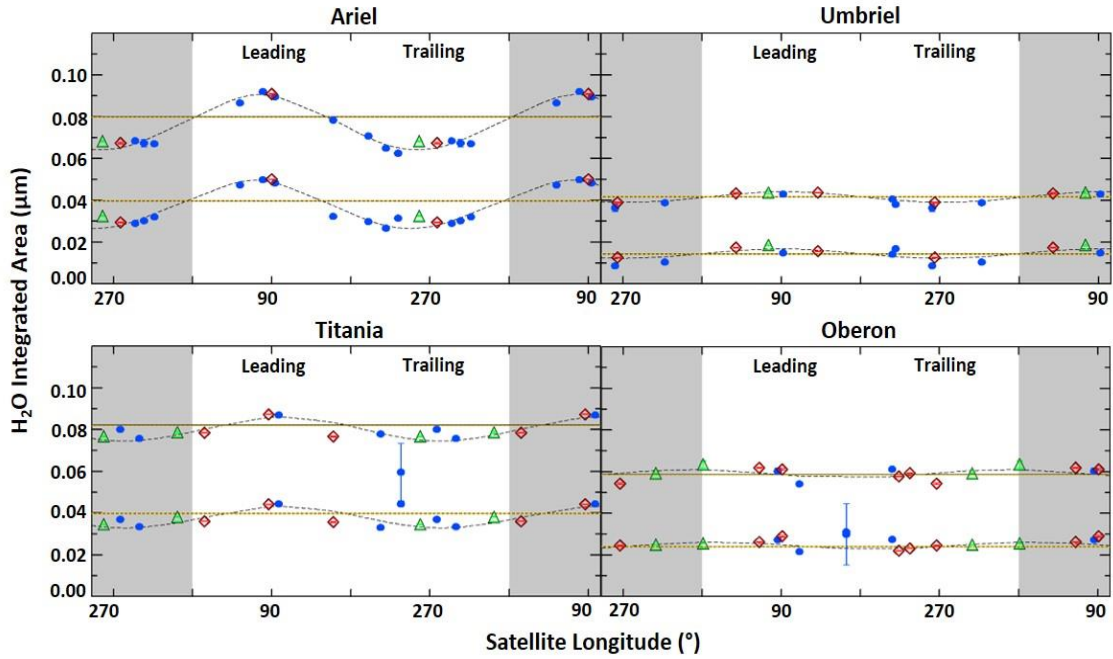 Ariel
Umbriel
Leading
Trailing
Leading
Trailing
0.10
0.08
0.06
0.04
0.02
0.00
270
90
270
90
270
90
270
90
Titania
Oberon
Leading
Trailing
Leading
Trailing
0.10
0.08
0.06
0.04
0.02
0.00
270
90
270
90
270
90
270
90
H₂O Integrated Area (µm)
Satellite Longitude (°)